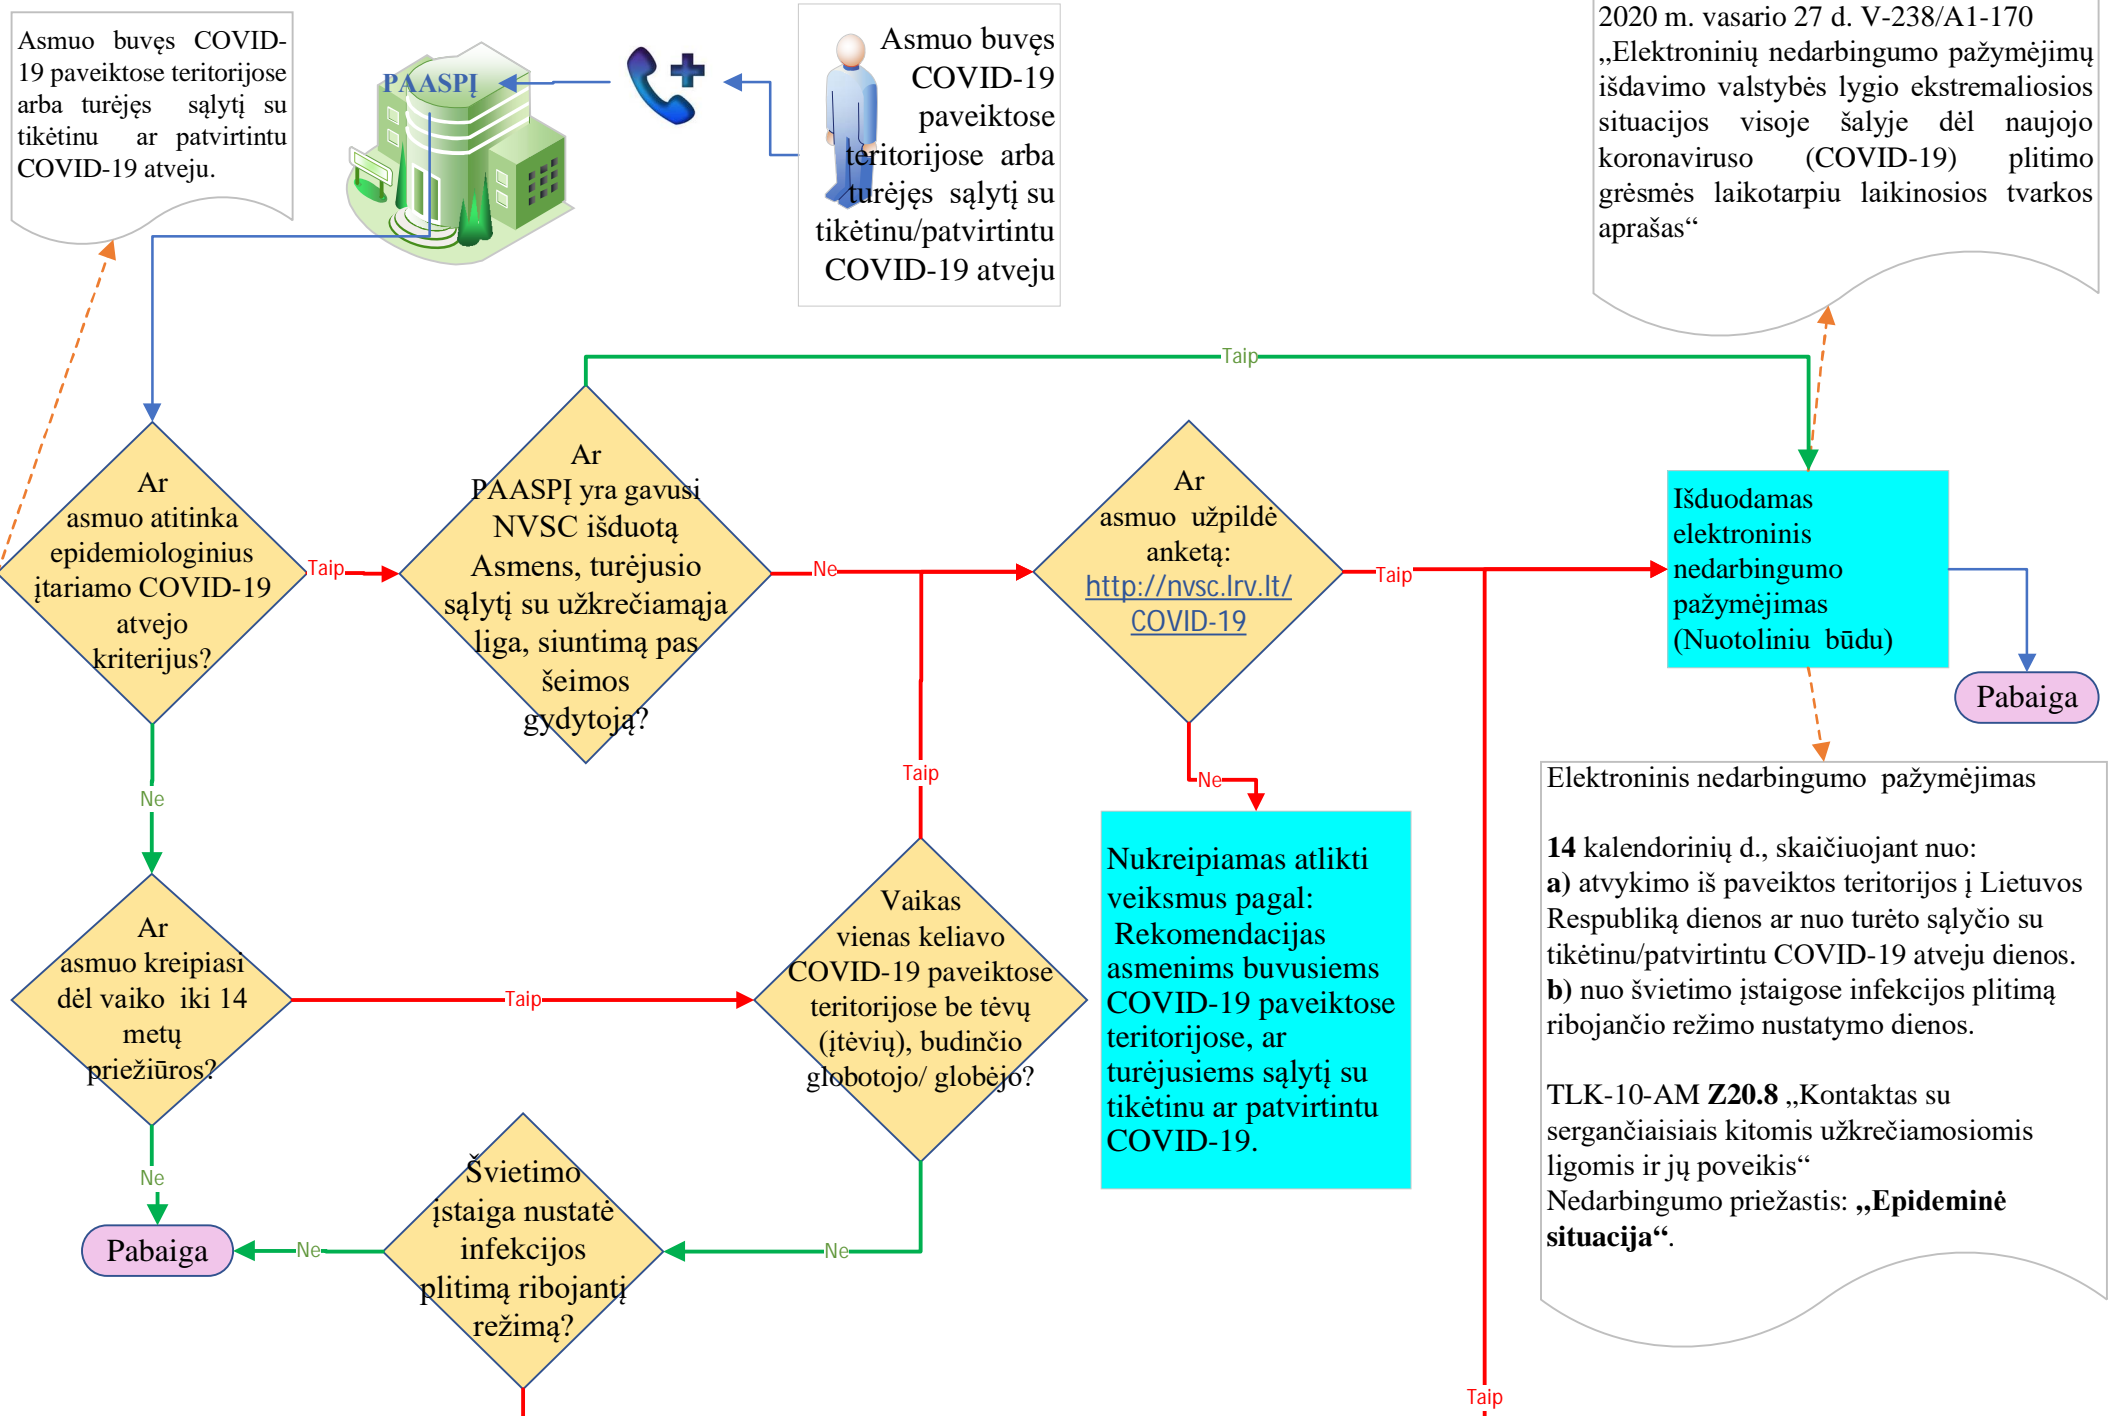 Asmuo buvęs COVID-
19 paveiktose teritorijose
arba turėjęs sąlytį su
tikėtinu ar patvirtintu
COVID-19 atveju.
PAASPĮ
Asmuo buvęs
COVID-19
paveiktose
teritorijose arba
turėjęs sąlytį su
tikėtinu/patvirtintu
COVID-19 atveju
2020 m. vasario 27 d. V-238/A1-170
„Elektroninių nedarbingumo pažymėjimų
išdavimo valstybės lygio ekstremaliosios
situacijos visoje šalyje dėl naujojo
koronaviruso (COVID-19) plitimo
grėsmės laikotarpiu laikinosios tvarkos
aprašas“
Taip
Ar
asmuo atitinka
epidemiologinius
įtariamo COVID-19
atvejo
kriterijus?
Taip
Ar
PAASPĮ yra gavusi
NVSC išduotą
Asmens, turėjusio
sąlytį su užkrečiamąja
liga, siuntimą pas
šeimos
gydytoją?
Ne
Ar
asmuo užpildė
anketą:
http://nvsc.lrv.lt/
COVID-19
Taip
Išduodamas
elektroninis
nedarbingumo
pažymėjimas
(Nuotoliniu būdu)
Pabaiga
Ne
Taip
Ne
Nukreipiamas atlikti
veiksmus pagal:
Rekomendacijas
asmenims buvusiems
COVID-19 paveiktose
teritorijose, ar
turėjusiems sąlytį su
tikėtinu ar patvirtintu
COVID-19.
Elektroninis nedarbingumo pažymėjimas
14 kalendorinių d., skaičiuojant nuo:
a) atvykimo iš paveiktos teritorijos į Lietuvos
Respubliką dienos ar nuo turėto sąlyčio su
tikėtinu/patvirtintu COVID-19 atveju dienos.
b) nuo švietimo įstaigose infekcijos plitimą
ribojančio režimo nustatymo dienos.
TLK-10-AM Z20.8 „Kontaktas su
sergančiaisiais kitomis užkrečiamosiomis
ligomis ir jų poveikis“
Nedarbingumo priežastis: „Epideminė
situacija“.
Ar
asmuo kreipiasi
dėl vaiko iki 14
metų
priežiūros?
Taip
Vaikas
vienas keliavo
COVID-19 paveiktose
teritorijose be tėvų
(įtėvių), budinčio
globotojo/ globėjo?
Ne
Pabaiga
Ne
Švietimo
įstaiga nustatė
infekcijos
plitimą ribojantį
režimą?
Ne
Taip